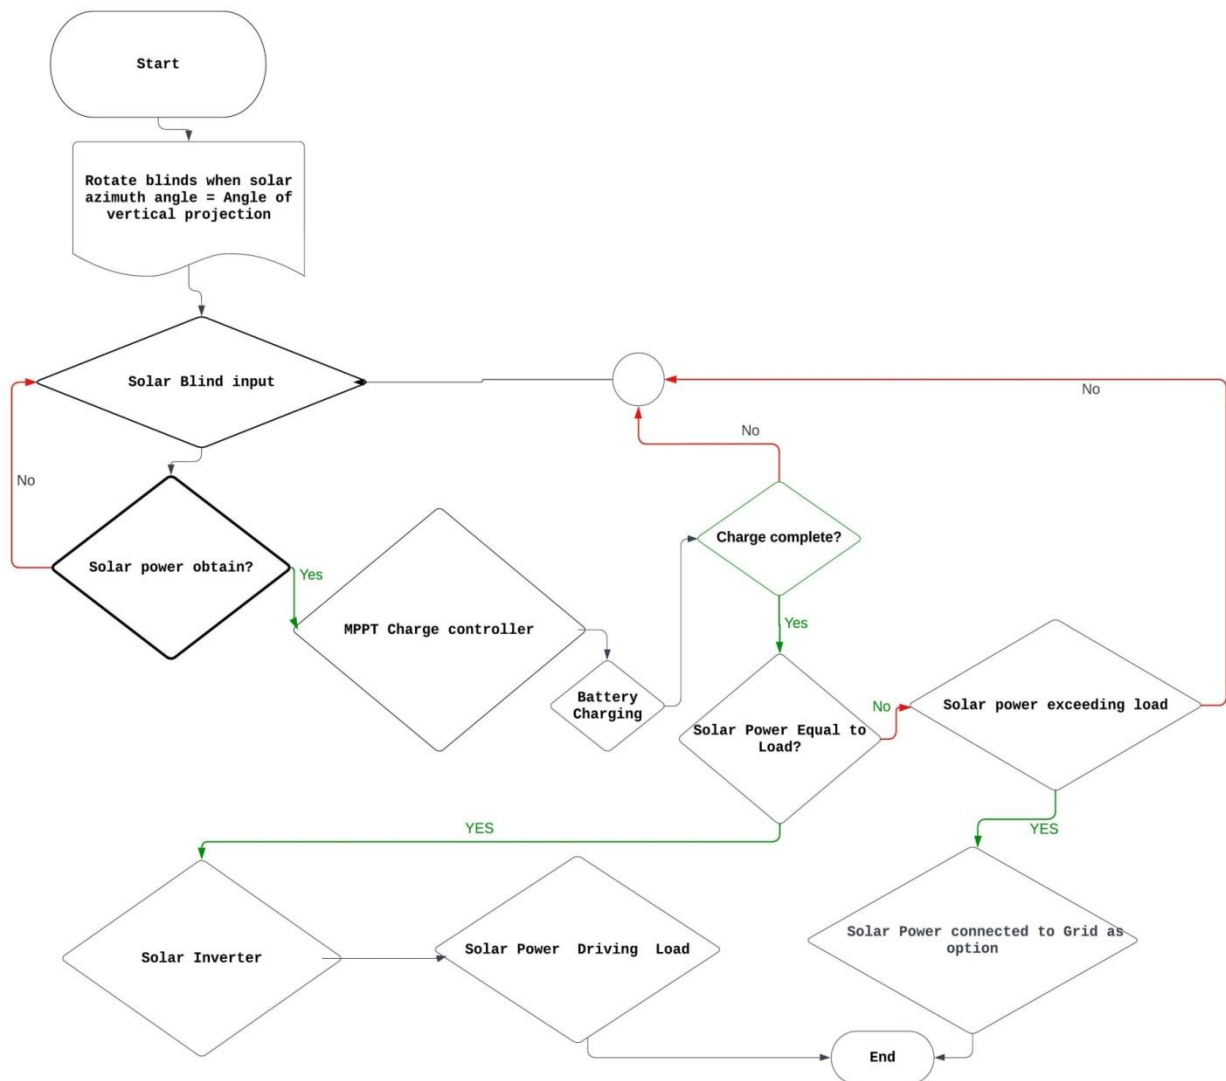 Start
Rotate blinds when solar
azimuth angle = Angle of
vertical projection
Solar Blind input
No
No
No
Charge complete?
Solar power obtain?
Yes
MPPT Charge controller
Yes
Battery
Charging
Solar Power Equal to
Load?
No
Solar power exceeding load
YES
YES
Solar Inverter
Solar Power Driving Load
Solar Power connected to Grid as
option
End